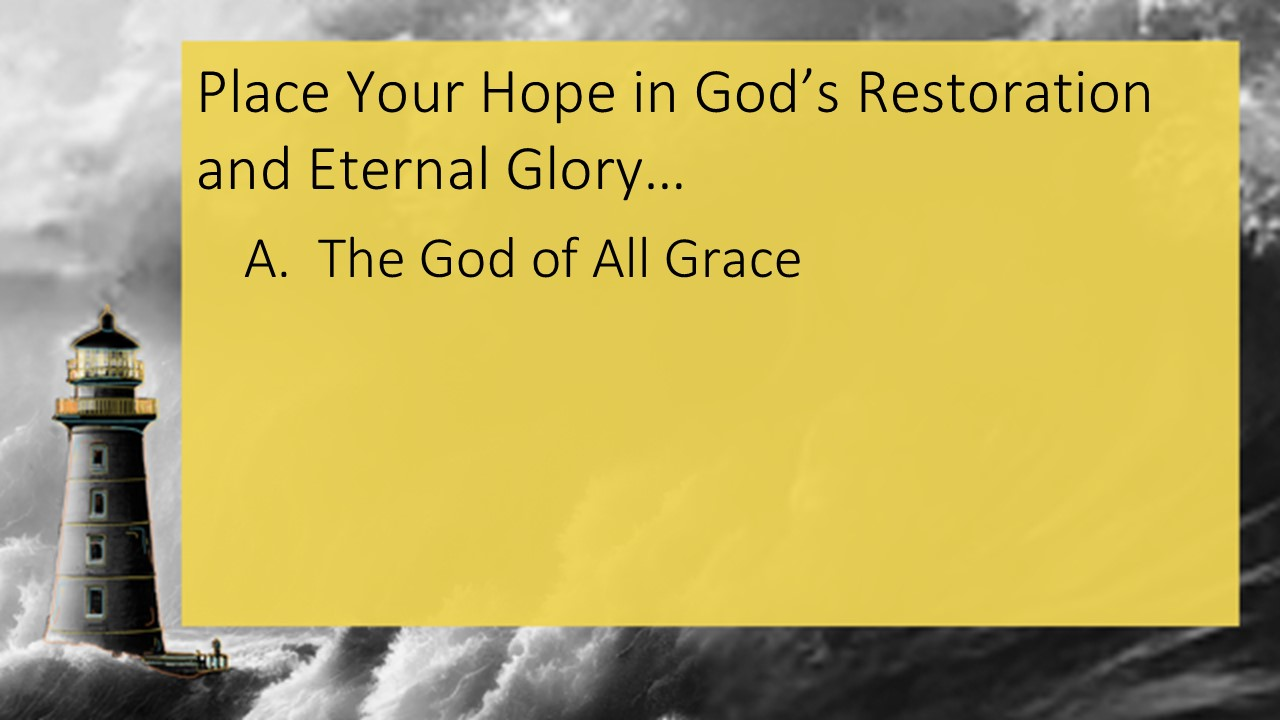 Place Your Hope in God’s Restoration
and Eternal Glory…
A. The God of All Grace